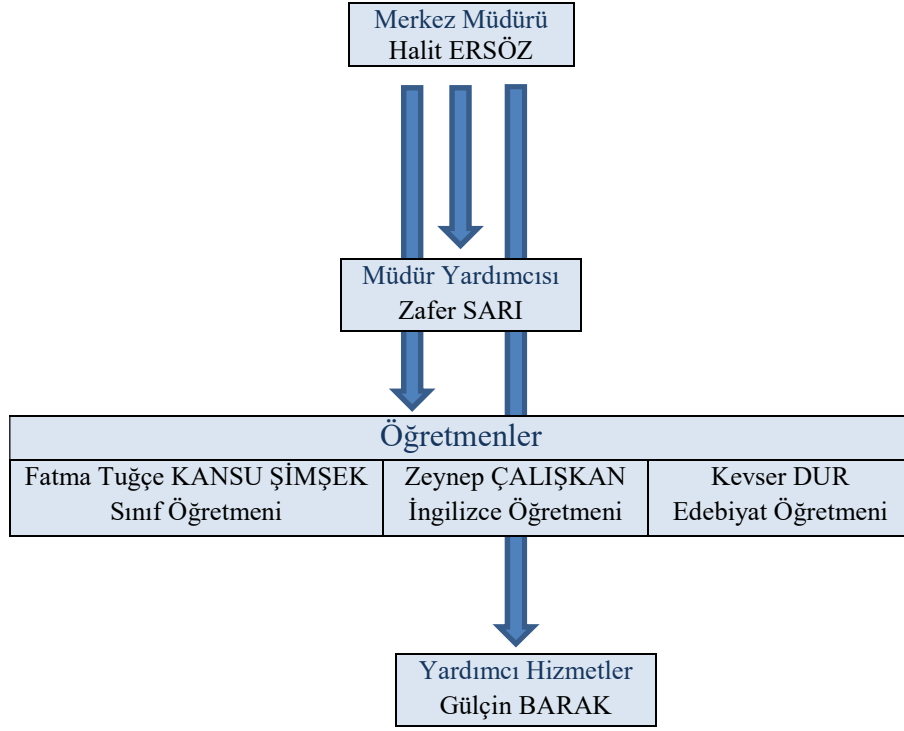 Merkez Müdürü
Halit ERSÖZ
Müdür Yardımcısı
Zafer SARI
Öğretmenler
Fatma Tuğçe KANSU ŞİMŞEK
Sınıf Öğretmeni
Zeynep ÇALIŞKAN
İngilizce Öğretmeni
Kevser DUR
Edebiyat Öğretmeni
Yardımcı Hizmetler
Gülçin BARAK